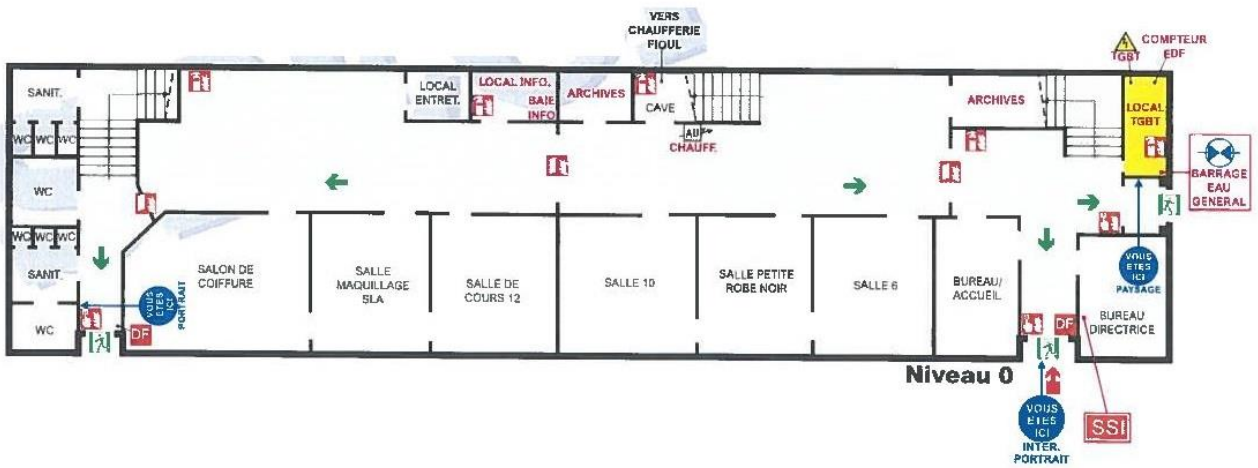 VERS
CHAUFFERIE
FIOUL
COMPTEUR
EDF
TGBT
SANIT.
LOCAL
ENTRET.
LOCAL INFO.
BAIE
INFO
ARCHIVES
CAVE
AU
CHAUFF.
ARCHIVES
LOCAL
TGBT
WC WC WC
WC
BARRAGE
EAU
GENERAL
WC WC WC
SANIT.
WC
VOUS
ETES
ICI
PORTRAIT
DF
SALON DE
COIFFURE
SALLE
MAQUILLAGE
SLA
SALLE DE
COURS 12
SALLE 10
SALLE PETITE
ROBE NOIR
SALLE 6
BUREAU/
ACCUEIL
VOUS
ETES
ICI
PAYSAGE
BUREAU
DIRECTRICE
DF
Niveau 0
VOUS
ETES
ICI
INTER.
PORTRAIT
SSI